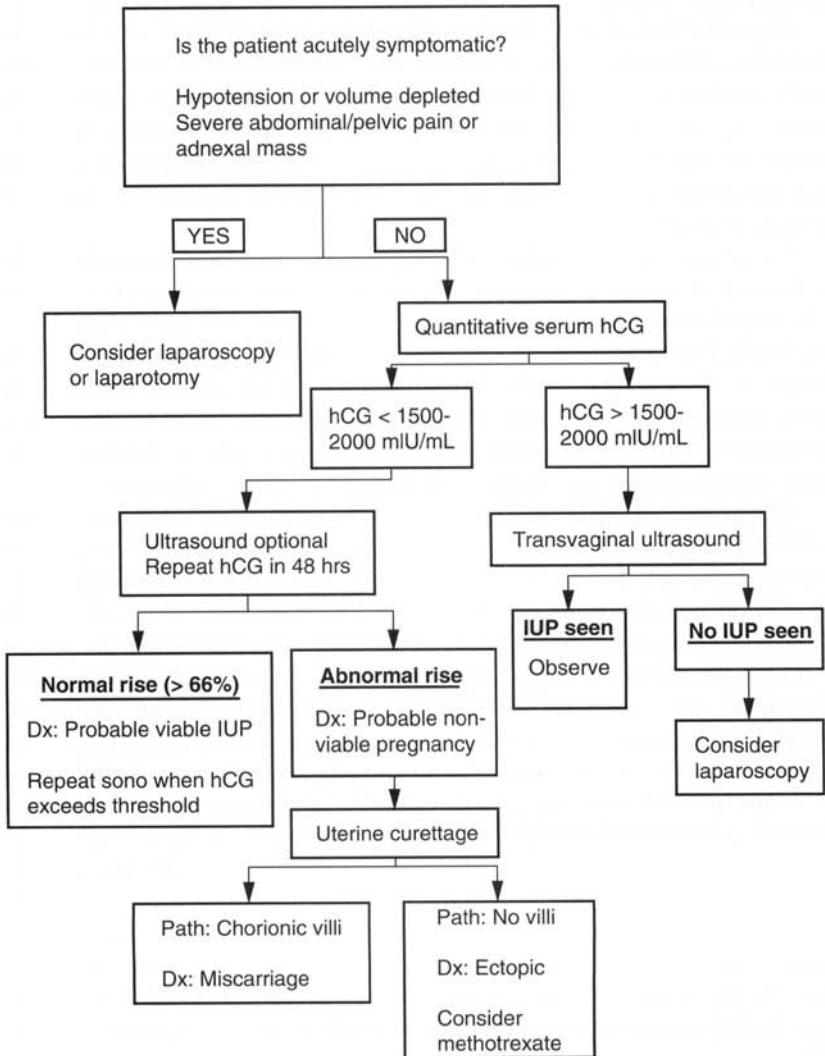 Is the patient acutely symptomatic?
Hypotension or volume depleted
Severe abdominal/pelvic pain or
adnexal mass
YES
NO
Consider laparoscopy
or laparotomy
Quantitative serum hCG
hCG < 1500-
2000 mIU/mL
hCG > 1500-
2000 mIU/mL
Ultrasound optional
Repeat hCG in 48 hrs
Transvaginal ultrasound
Normal rise (> 66%)
Dx: Probable viable IUP
Repeat sono when hCG
exceeds threshold
Abnormal rise
Dx: Probable non-
viable pregnancy
IUP seen
Observe
No IUP seen
Consider
laparoscopy
Uterine curettage
Path: Chorionic villi
Dx: Miscarriage
Path: No villi
Dx: Ectopic
Consider
methotrexate